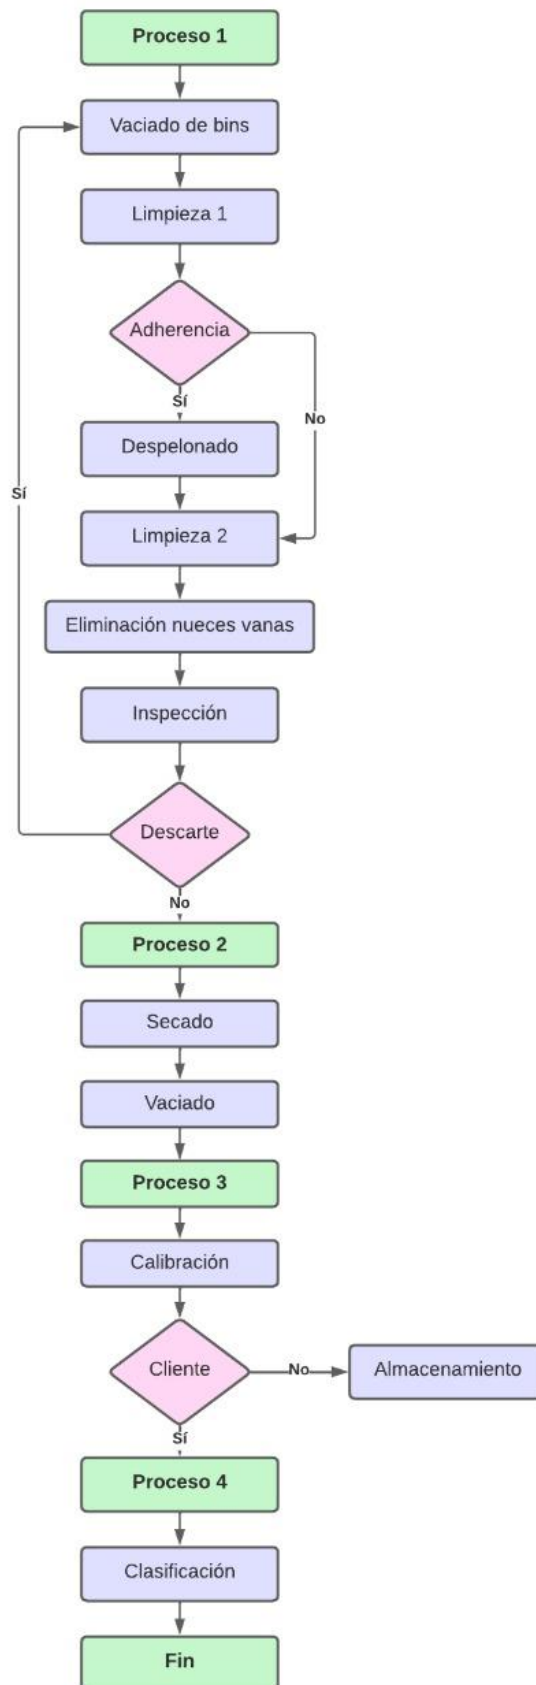 Proceso 1
Vaciado de bins
Limpieza 1
Adherencia
Sí
No
Despelonado
Sí
Limpieza 2
Eliminación nueces vanas
Inspección
Descarte
No
Proceso 2
Secado
Vaciado
Proceso 3
Calibración
Cliente
No
Almacenamiento
Sí
Proceso 4
Clasificación
Fin